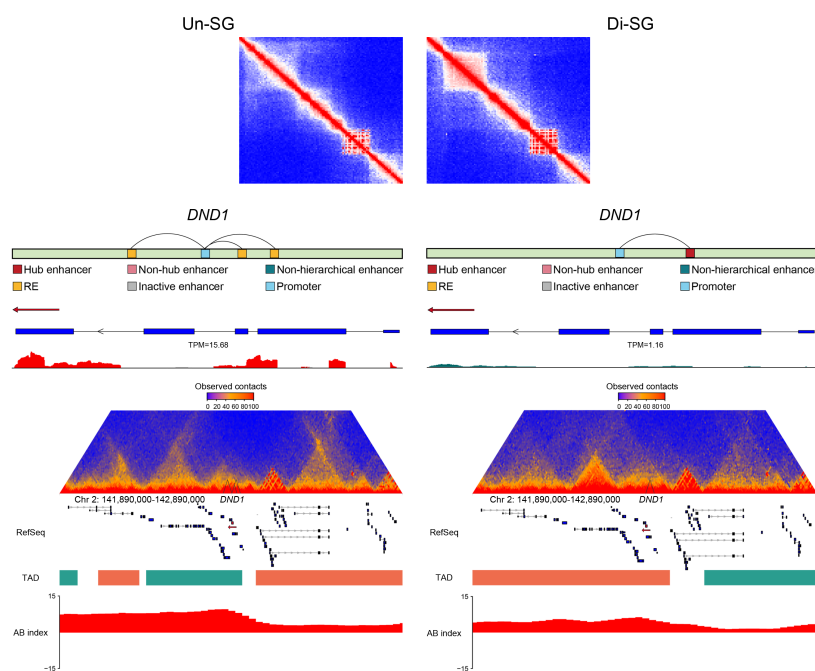 Un-SG
Di-SG
DND1
DND1
Hub enhancer
Non-hub enhancer
Non-hierarchical enhancer
RE
Inactive enhancer
Promoter
Hub enhancer
Non-hub enhancer
Non-hierarchical enhancer
RE
Inactive enhancer
Promoter
TPM=15.68
TPM=1.16
Observed contacts
0 20 40 60 80100
Observed contacts
0 20 40 60 80100
Chr 2: 141,890,000-142,890,000 DND1
Chr 2: 141,890,000-142,890,000 DND1
RefSeq
RefSeq
TAD
TAD
15
AB index
−15
15
AB index
−15